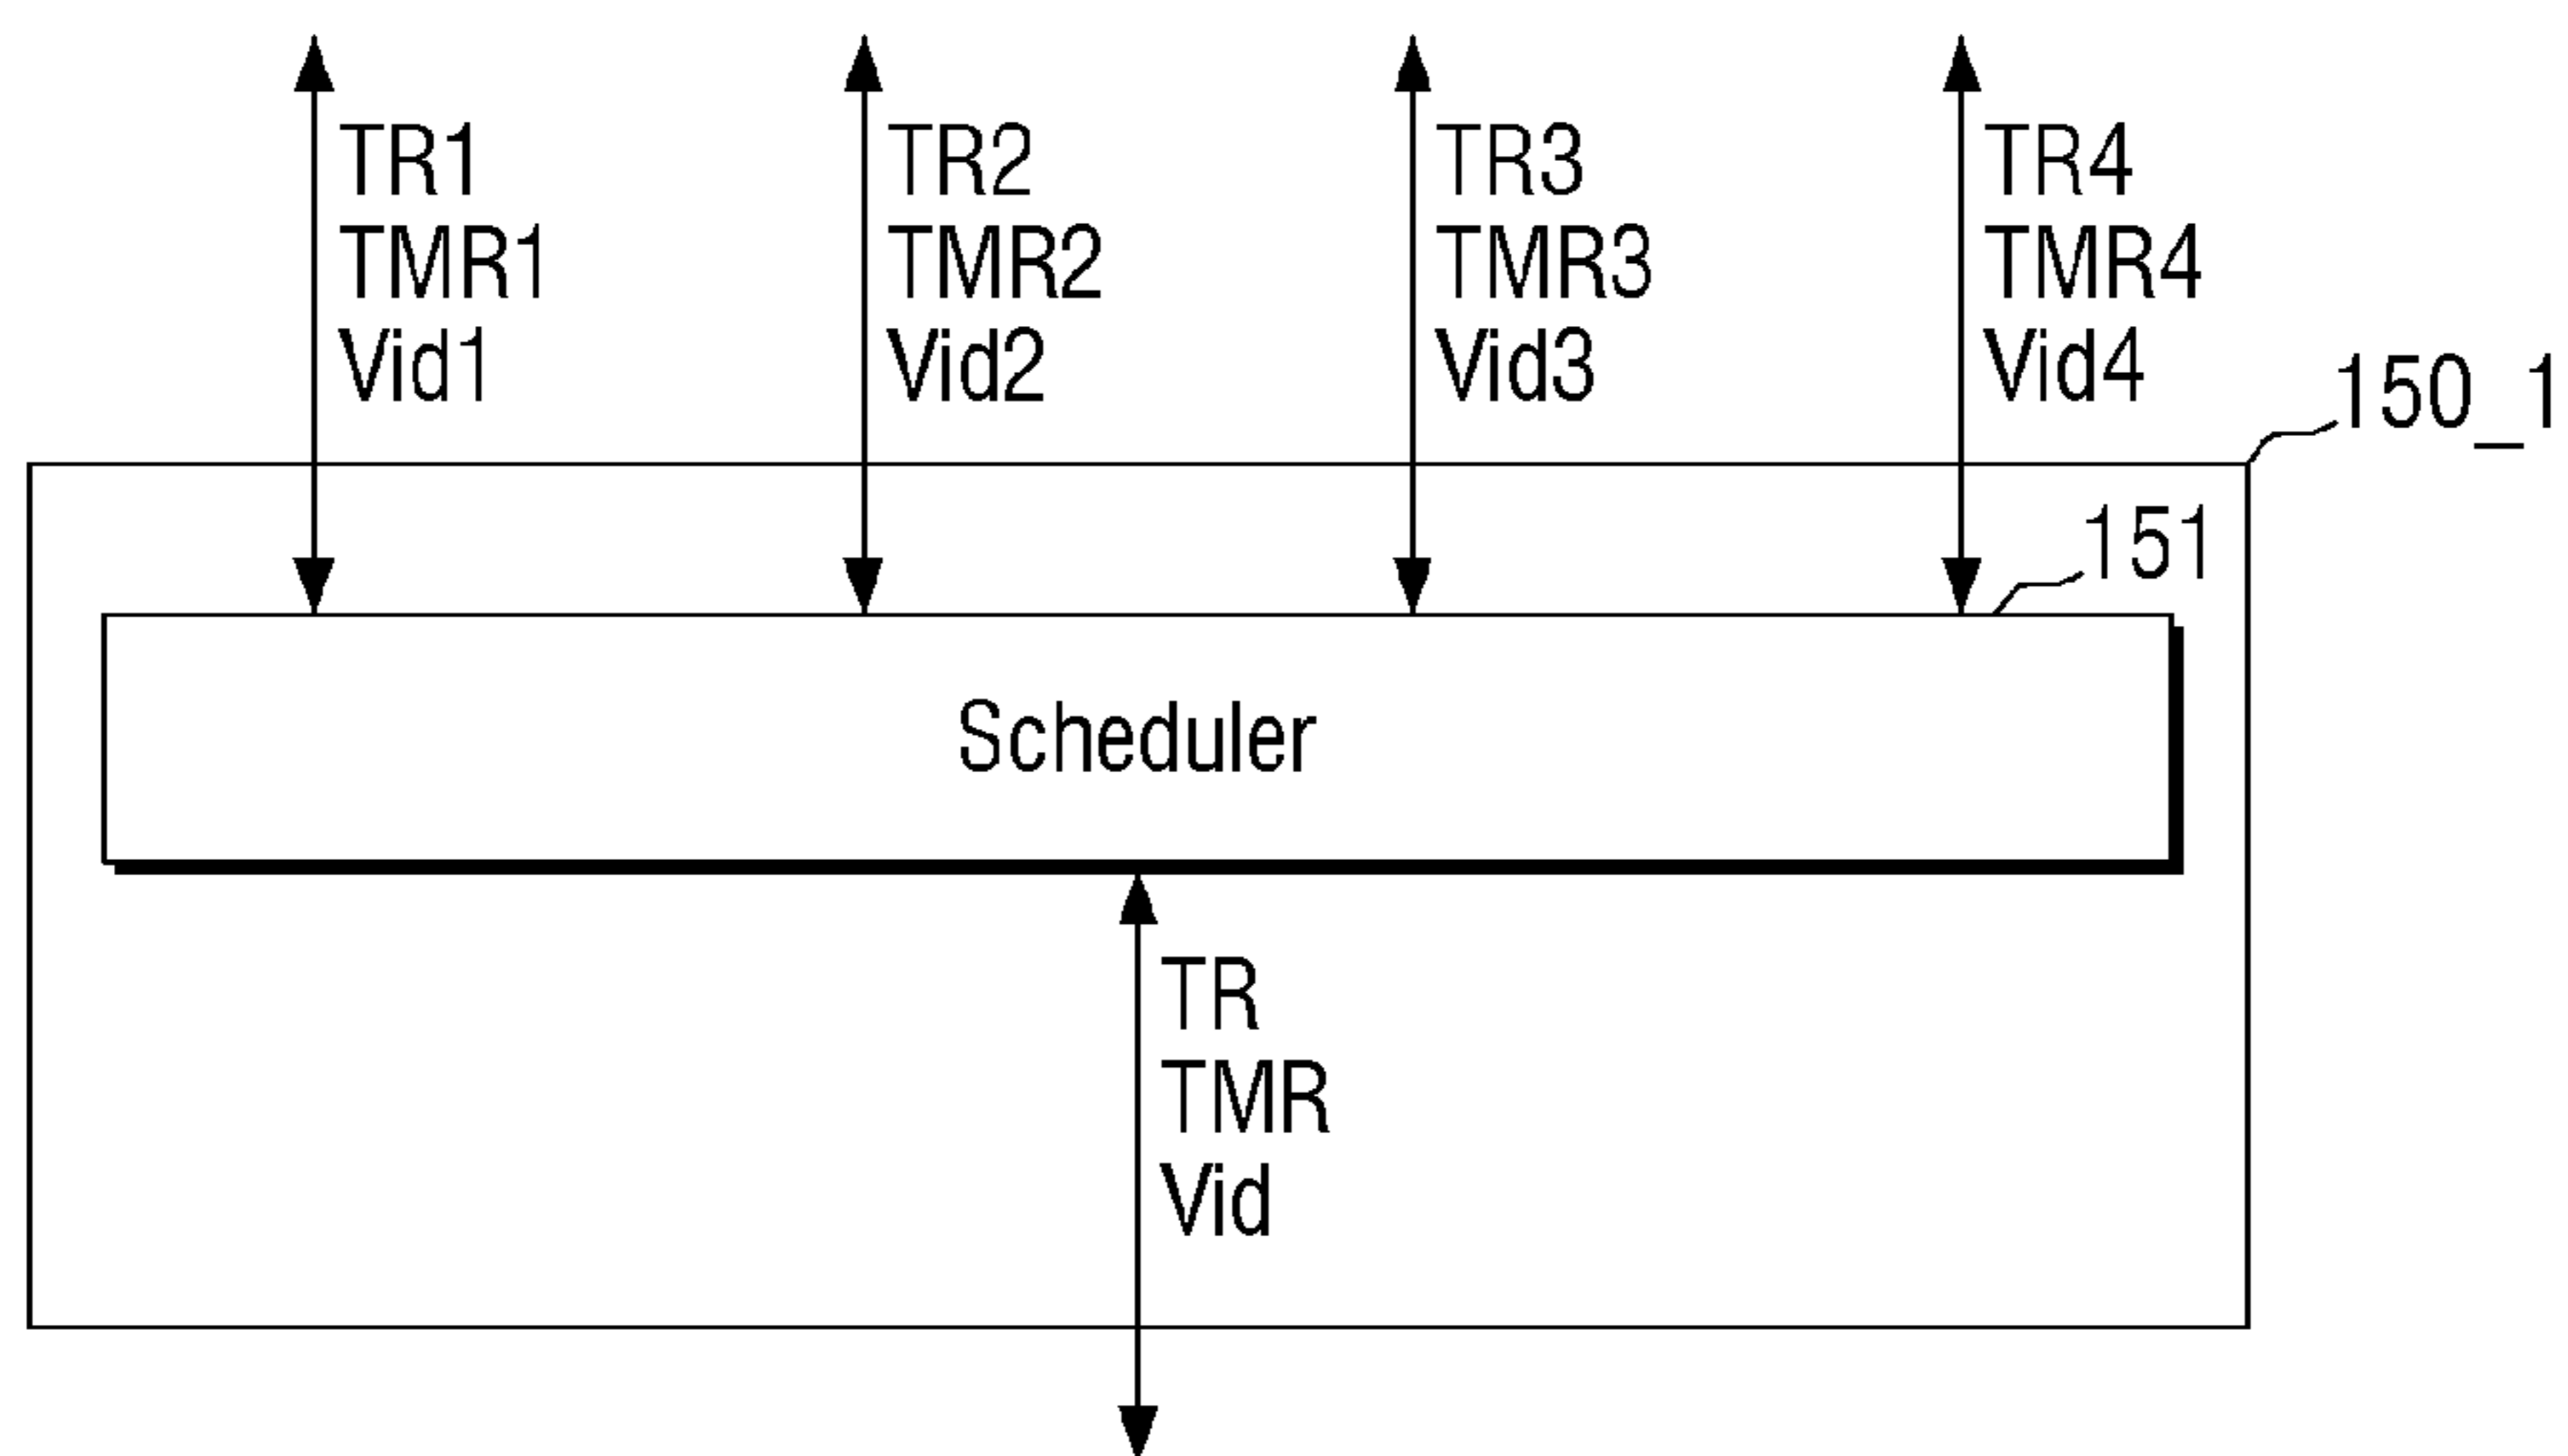 TR1
TMR1
Vid1
TR2
TMR2
Vid2
TR3
TMR3
Vid3
TR4
TMR4
Vid4
150_1
151
Scheduler
TR
TMR
Vid